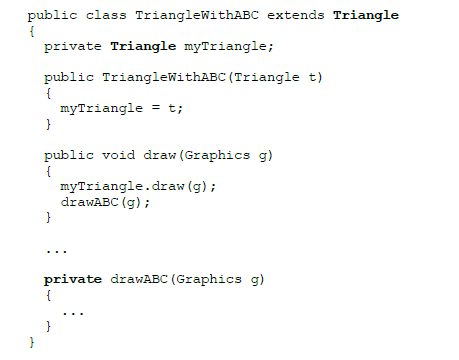 public class TriangleWithABC extends Triangle
{
private Triangle myTriangle;
public TriangleWithABC(Triangle t)
{
myTriangle = t;
}
public void draw(Graphics g)
{
myTriangle.draw(g);
drawABC(g);
}
...
private drawABC(Graphics g)
{
...
}
}